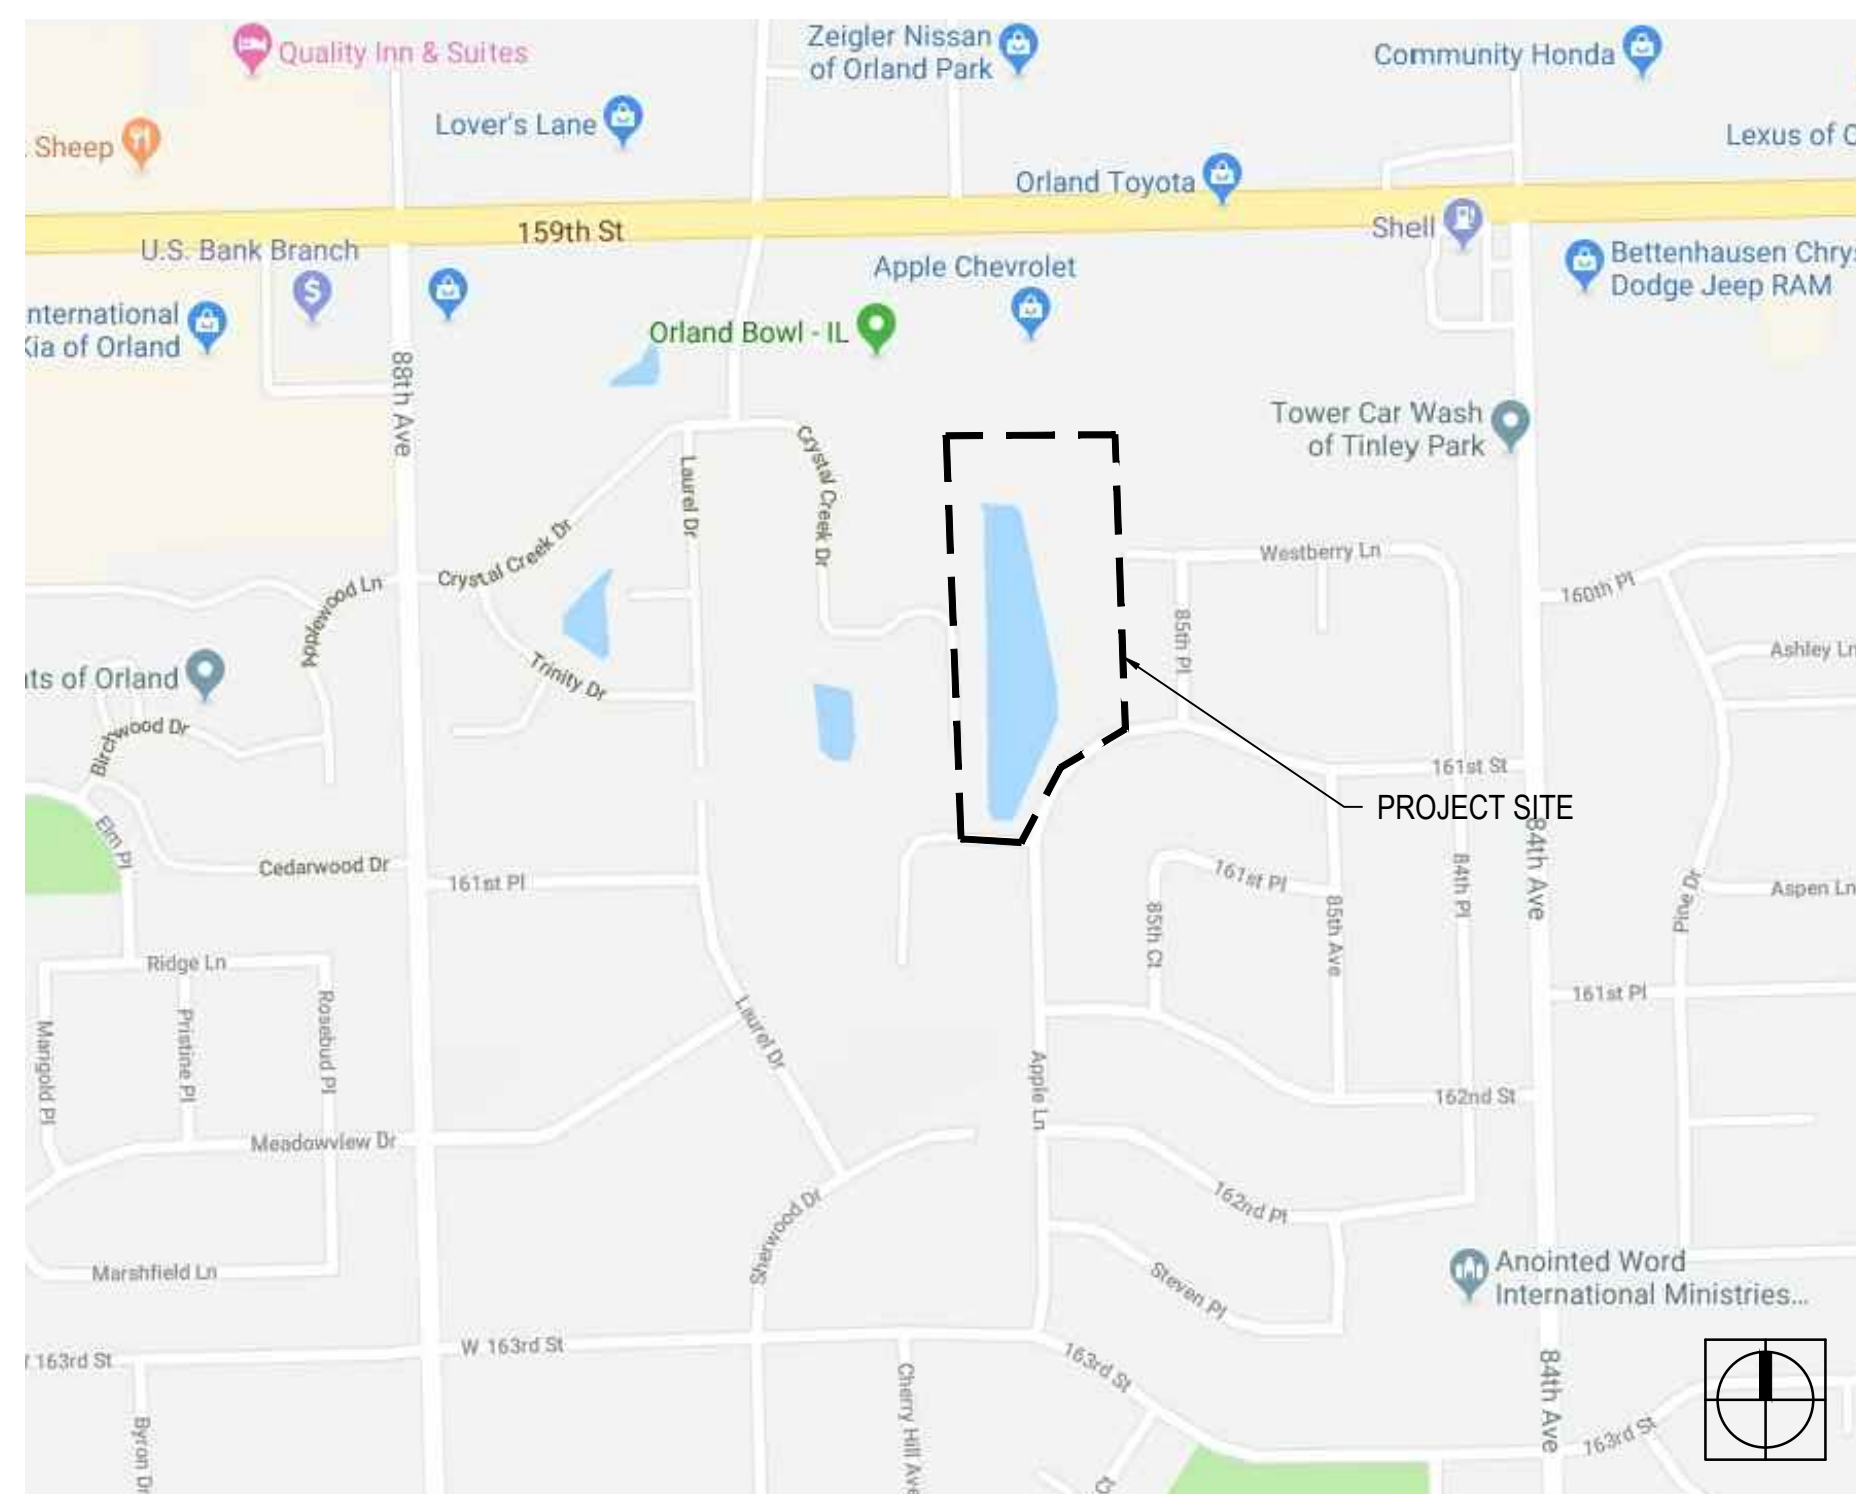 Quality Inn & Suites
Zeigler Nissan
of Orland Park
Community Honda
Lover's Lane
Sheep
Lexus of O
Orland Toyota
159th St
Shell
U.S. Bank Branch
Apple Chevrolet
Bettenhausen Chrys
Dodge Jeep RAM
nternational
Kia of Orland
Orland Bowl - IL
88th Ave
Tower Car Wash
of Tinley Park
Crystal Creek Dr
Laurel Dr
Crystal Creek Dr
Westberry Ln
Applewood Ln
160th Pl
85th Pl
Ashley Ln
nts of Orland
Trinity Dr
Birchwood Dr
161st St
PROJECT SITE
Elm Pl
Cedarwood Dr
161st Pl
161st Pl
84th Pl
84th Ave
Pine Dr
Aspen Ln
85th Ct
85th Ave
Ridge Ln
161st Pl
Marigold Pl
Pristine Pl
Rosebud Pl
Laurel Dr
Apple Ln
162nd St
Meadowview Dr
162nd Pl
Sherwood Dr
Marshfield Ln
Steven Pl
Anointed Word
International Ministries...
163rd St
W 163rd St
163rd St
84th Ave
Byron Dr
Cherry Hill Ave
163rd St